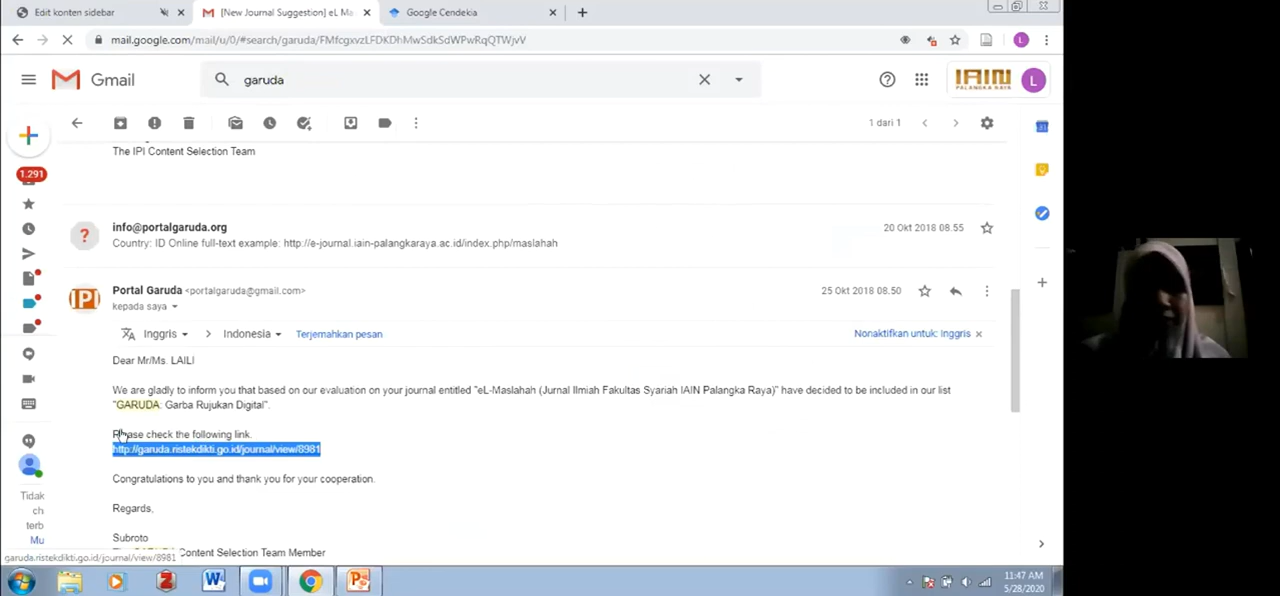 Edit konten sidebar
[New Journal Suggestion] eL Ma
Google Cendekia
mail.google.com/mail/u/0/#search/garuda/FMfcgxvzLFDKDhMwSdkSdWPwRqQTWjvV
L
Gmail
garuda
IAIN
PALANGKA RAYA
L
1 dari 1
The IPI Content Selection Team
1.291
info@portalgaruda.org
20 Okt 2018 08.55
Country: ID Online full-text example: http://e-journal.iain-palangkaraya.ac.id/index.php/maslahah
IPI
Portal Garuda <portalgaruda@gmail.com>
25 Okt 2018 08.50
kepada saya
Inggris > Indonesia Terjemahkan pesan
Nonaktifkan untuk: Inggris ×
Dear Mr/Ms. LAILI
We are gladly to inform you that based on our evaluation on your journal entitled "eL-Maslahah (Jurnal Ilmiah Fakultas Syariah IAIN Palangka Raya)" have decided to be included in our list
"GARUDA: Garba Rujukan Digital".
Please check the following link.
http://garuda.ristekdikti.go.id/journal/view/8981
Congratulations to you and thank you for your cooperation.
Regards,
Subroto
Content Selection Team Member
Tidak
ch
terb
Mu
garuda.ristekdikti.go.id/journal/view/8981
11:47 AM
5/28/2020